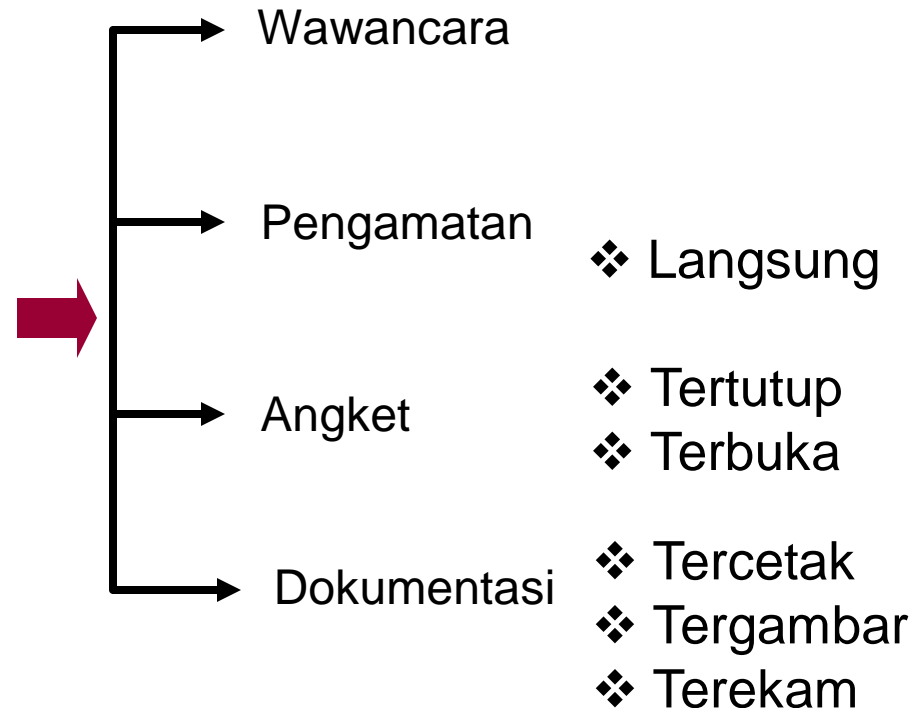 Wawancara
Pengamatan
❖ Langsung
Angket
❖ Tertutup
❖ Terbuka
Dokumentasi
❖ Tercetak
❖ Tergambar
❖ Terekam